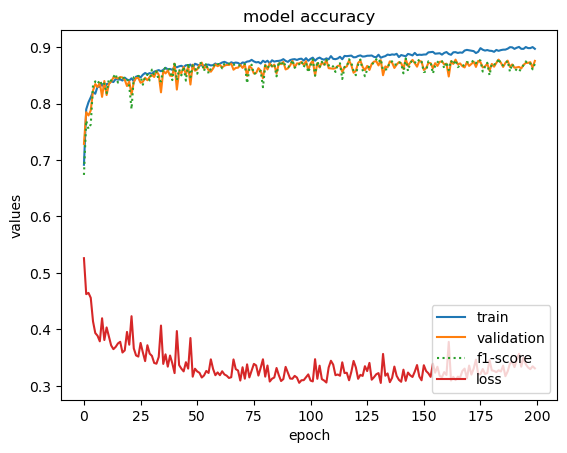 model accuracy
values
0.9
0.8
0.7
0.6
0.5
0.4
0.3
train
validation
f1-score
loss
0 25 50 75 100 125 150 175 200
epoch